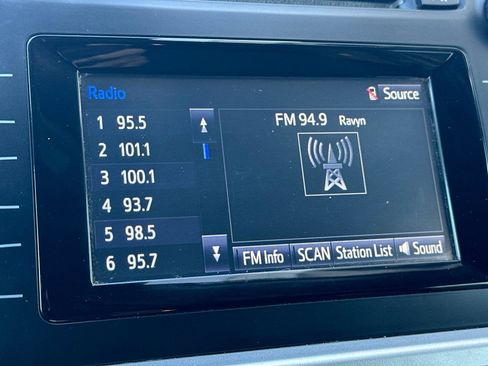 Radio
Source
1 95.5
2 101.1
3 100.1
4 93.7
5 98.5
6 95.7
FM 94.9 Ravyn
FM Info SCAN Station List Sound